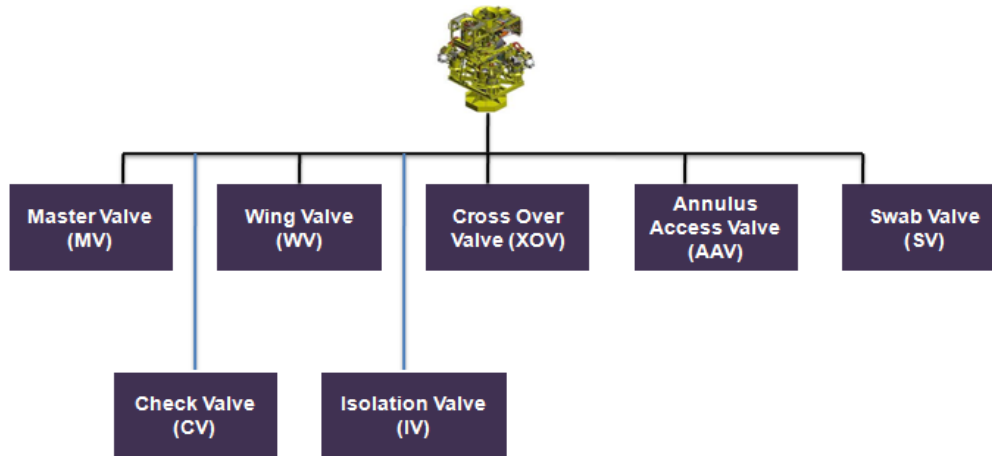 Master Valve
(MV)
Wing Valve
(WV)
Cross Over
Valve (XOV)
Annulus
Access Valve
(AAV)
Swab Valve
(SV)
Check Valve
(CV)
Isolation Valve
(IV)